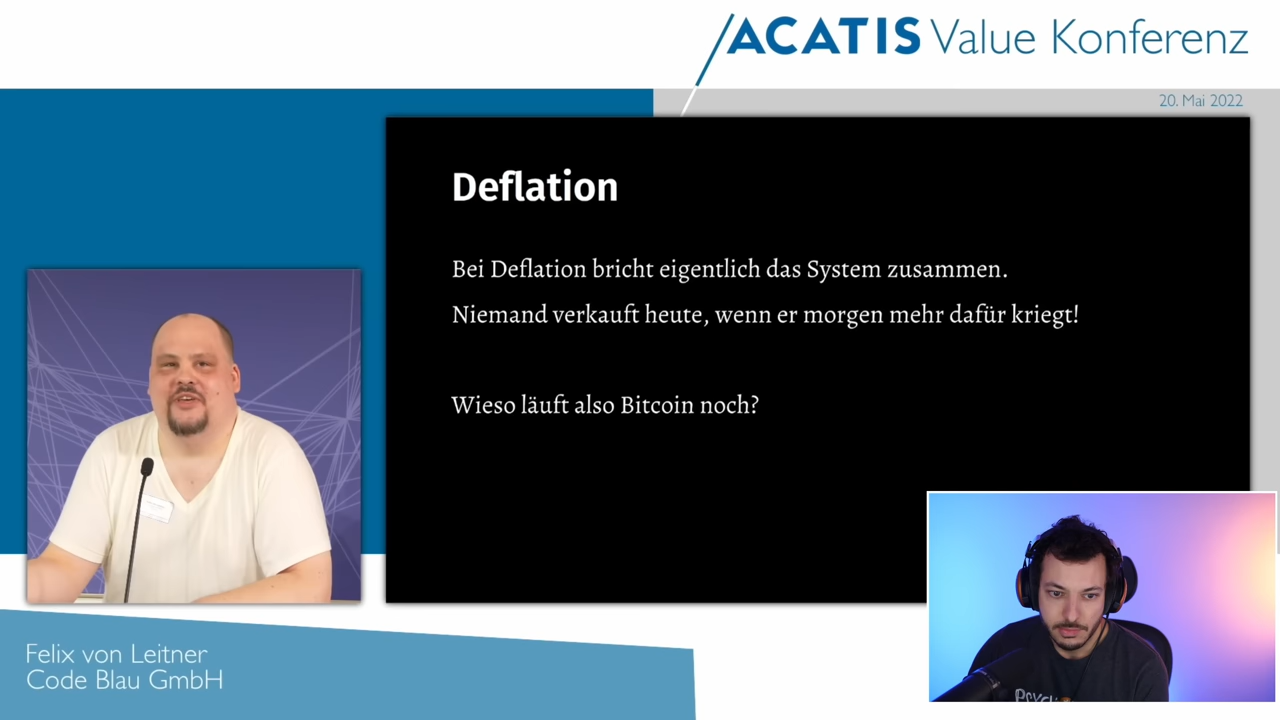 ACATIS Value Konferenz
20. Mai 2022
Deflation
Bei Deflation bricht eigentlich das System zusammen.
Niemand verkauft heute, wenn er morgen mehr dafür kriegt!
Wieso läuft also Bitcoin noch?
Felix von Leitner
Code Blau GmbH